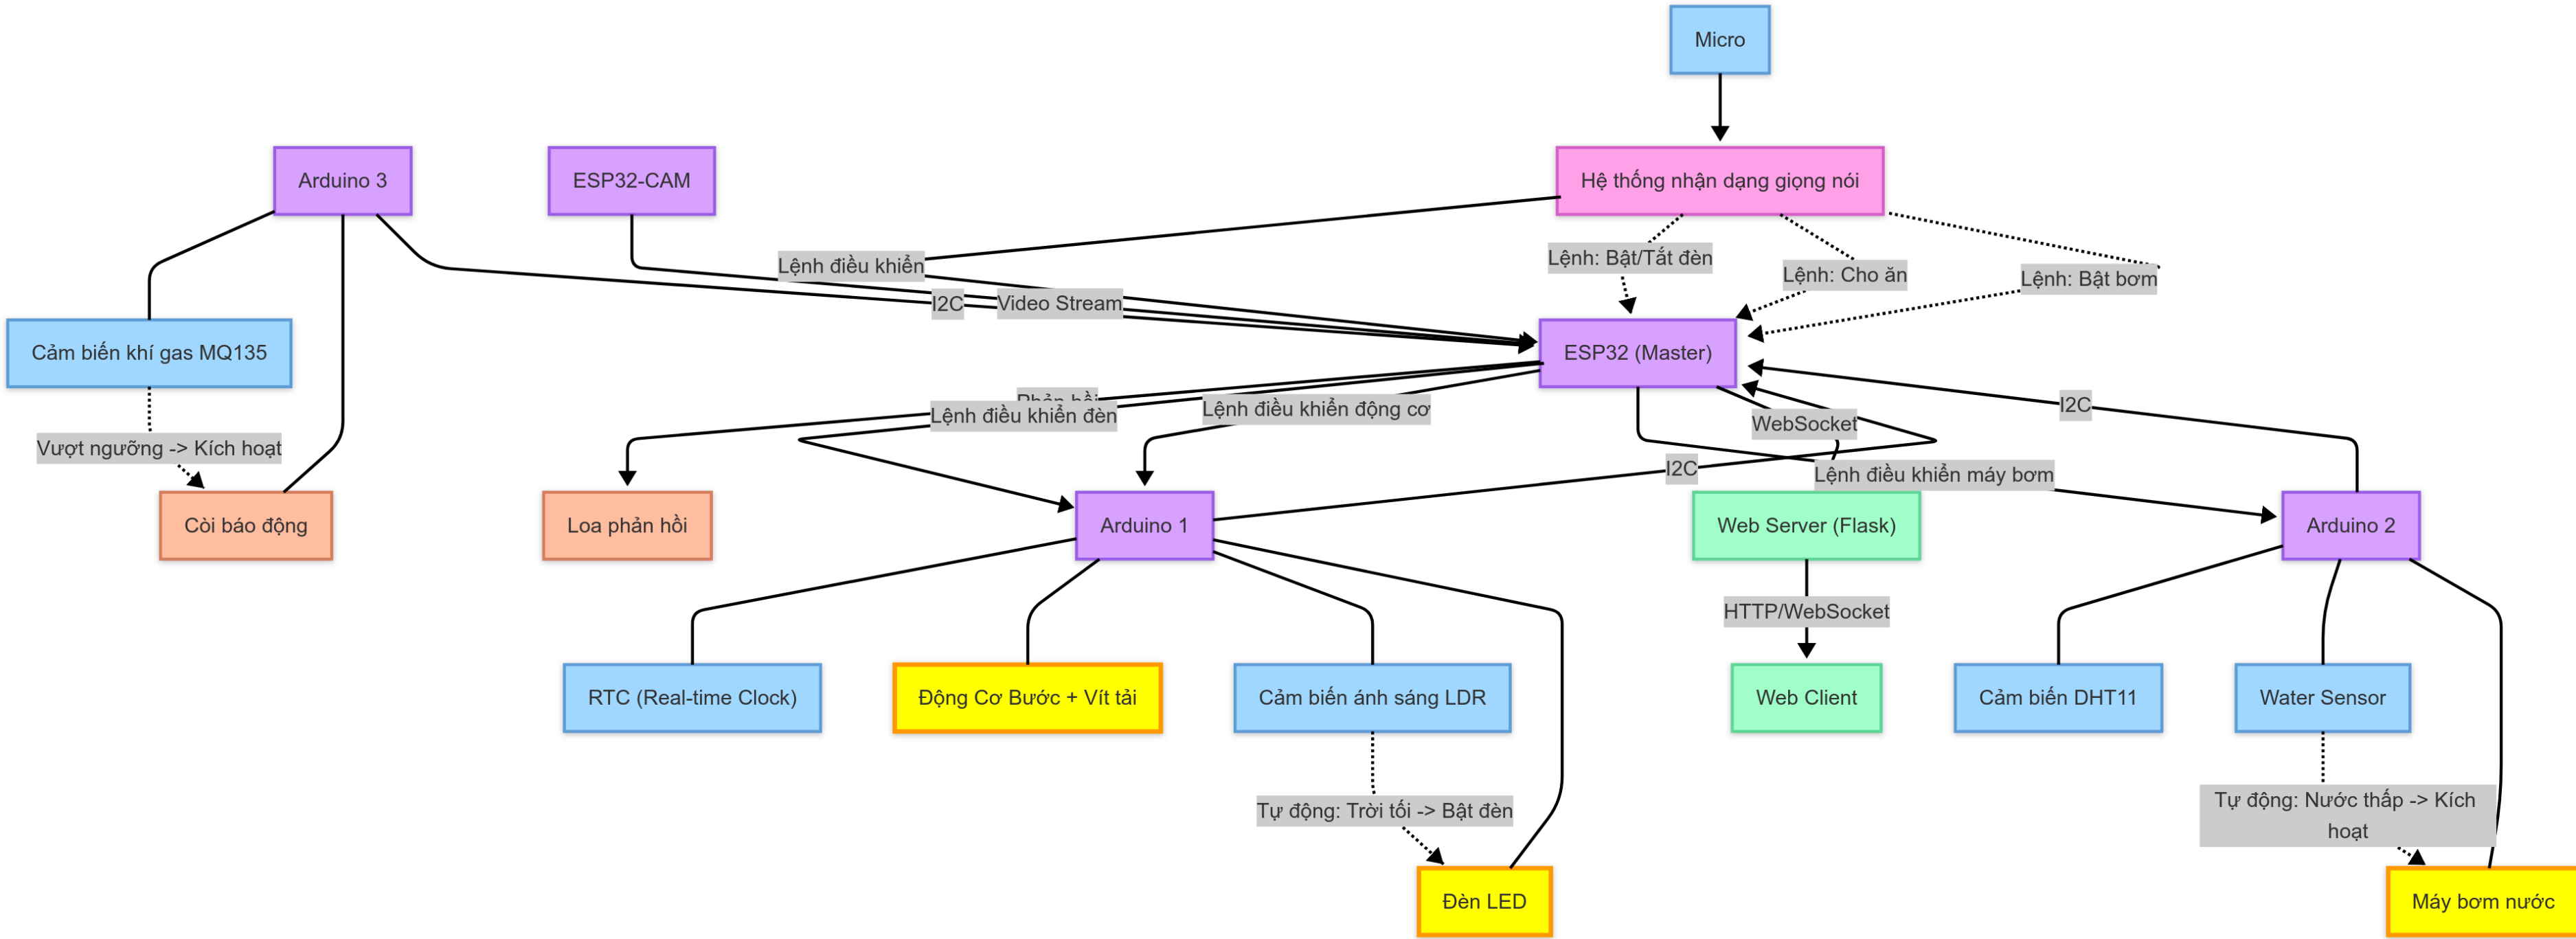 Micro
Arduino 3
ESP32-CAM
Hệ thống nhận dạng giọng nói
Lệnh điều khiển
Lệnh: Bật/Tắt đèn
Lệnh: Cho ăn
Lệnh: Bật bơm
I2C
Video Stream
Cảm biến khí gas MQ135
ESP32 (Master)
Phản hồi
Lệnh điều khiển đèn
Lệnh điều khiển động cơ
WebSocket
I2C
Vượt ngưỡng -> Kích hoạt
I2C
Lệnh điều khiển máy bơm
Còi báo động
Loa phản hồi
Arduino 1
Web Server (Flask)
Arduino 2
HTTP/WebSocket
RTC (Real-time Clock)
Động Cơ Bước + Vít tải
Cảm biến ánh sáng LDR
Web Client
Cảm biến DHT11
Water Sensor
Tự động: Trời tối -> Bật đèn
Tự động: Nước thấp -> Kích
hoạt
Đèn LED
Máy bơm nước